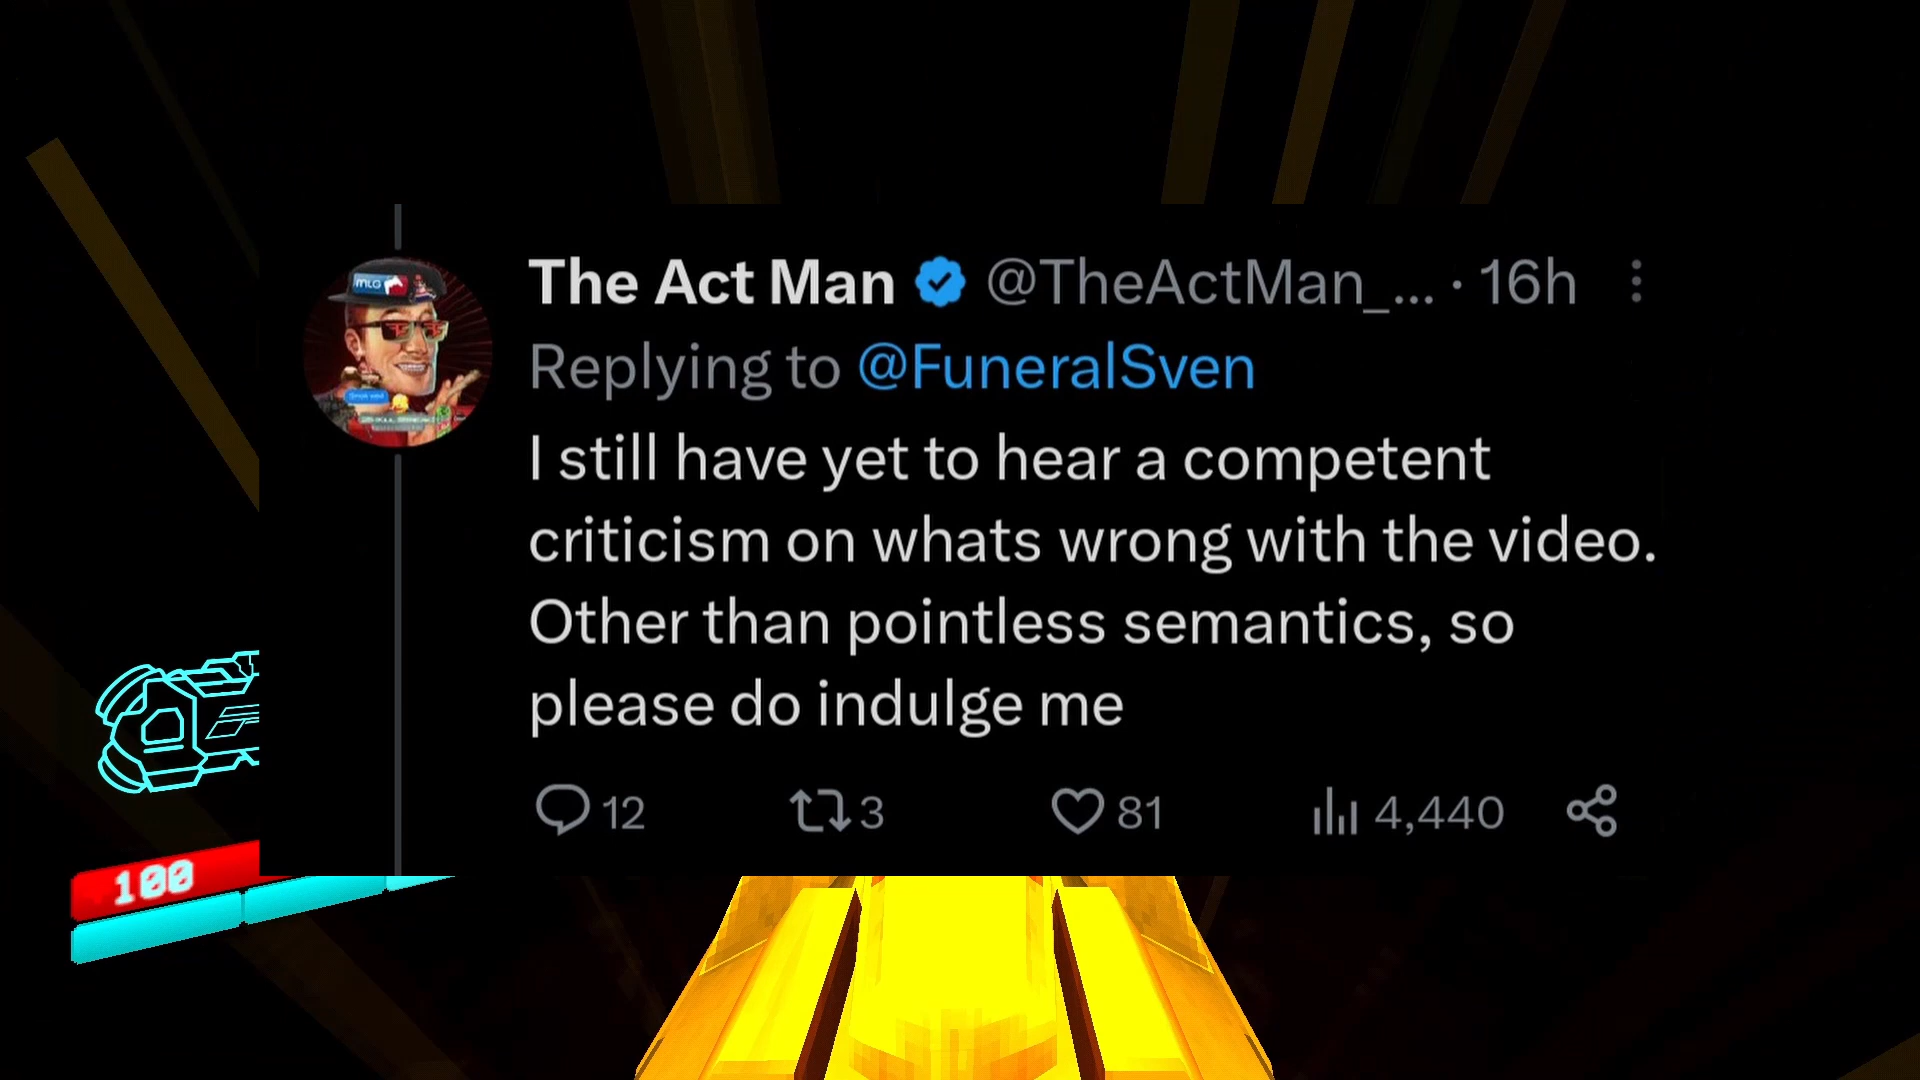 The Act Man @TheActMan_... · 16h
Replying to @FuneralSven
I still have yet to hear a competent
criticism on whats wrong with the video.
Other than pointless semantics, so
please do indulge me
12 3 81 4,440
100
MLG